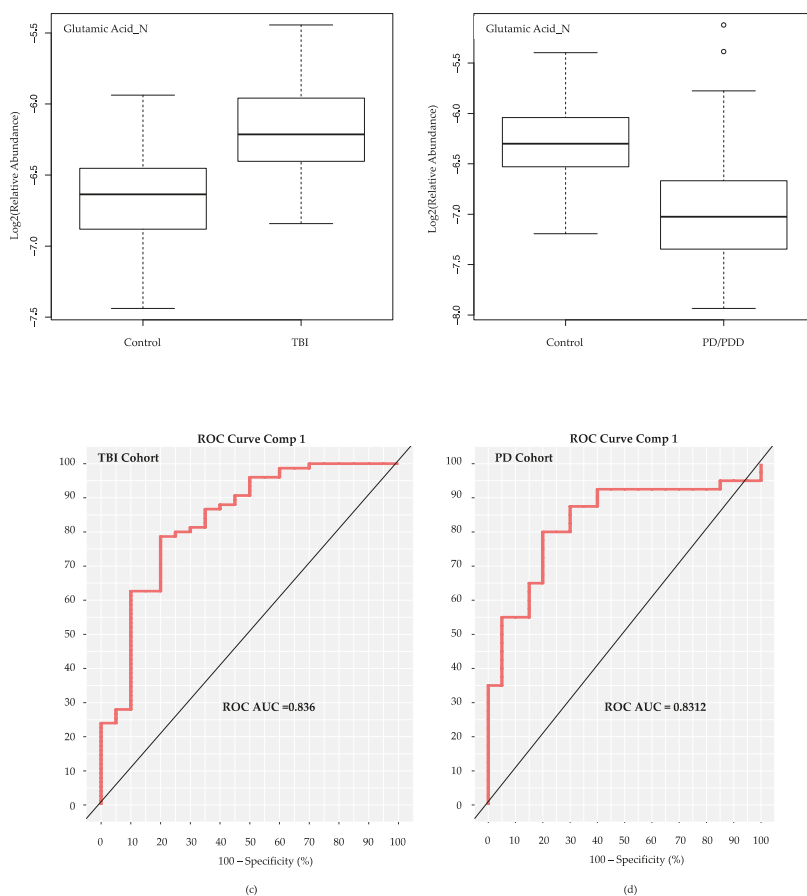 Glutamic Acid_N
Log2(Relative Abundance)
−5.5
−6.0
−6.5
−7.0
−7.5
Control
TBI
Glutamic Acid_N
Log2(Relative Abundance)
−5.5
−6.0
−6.5
−7.0
−7.5
−8.0
Control
PD/PDD
ROC Curve Comp 1
TBI Cohort
100
90
80
70
60
50
40
30
20
10
0
ROC AUC =0.836
0 10 20 30 40 50 60 70 80 90 100
100 – Specificity (%)
(c)
ROC Curve Comp 1
PD Cohort
100
90
80
70
60
50
40
30
20
10
0
ROC AUC = 0.8312
0 10 20 30 40 50 60 70 80 90 100
100 – Specificity (%)
(d)